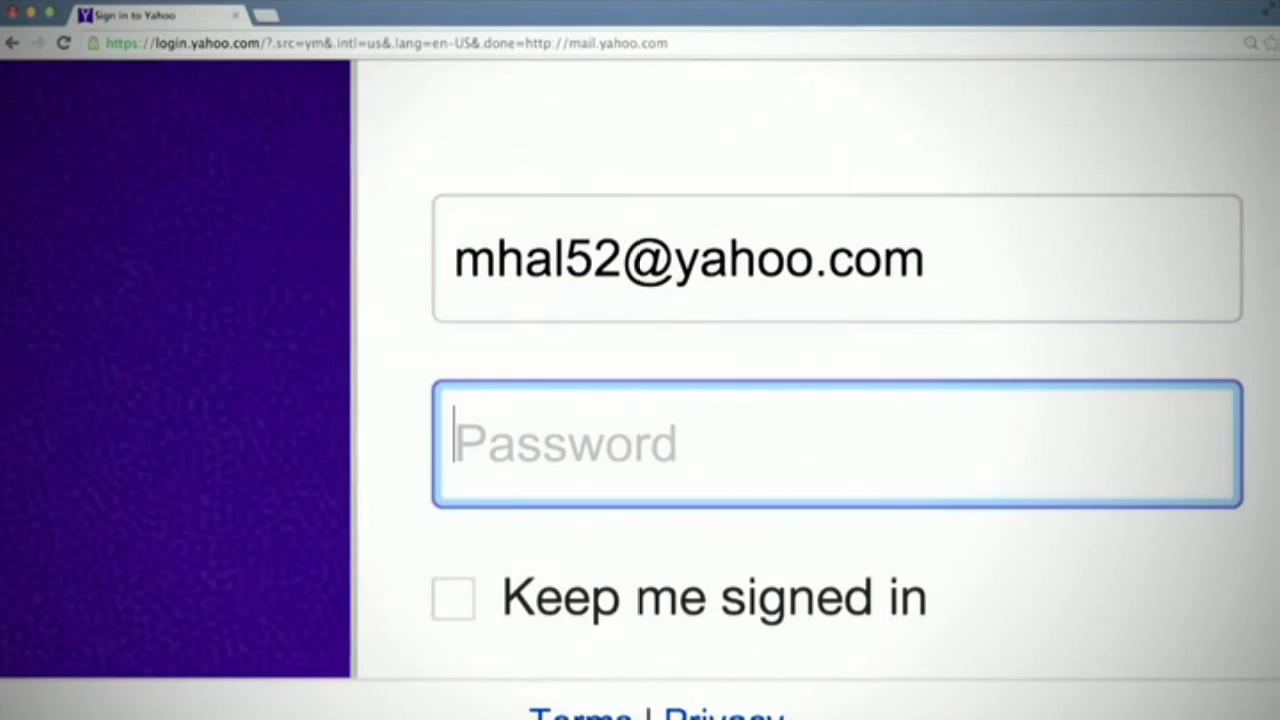 Sign in to Yahoo
https://login.yahoo.com/?.src=ym&.intl=us&.lang=en-US&.done=http://mail.yahoo.com
mhal52@yahoo.com
Password
Keep me signed in
Terms | Privacy